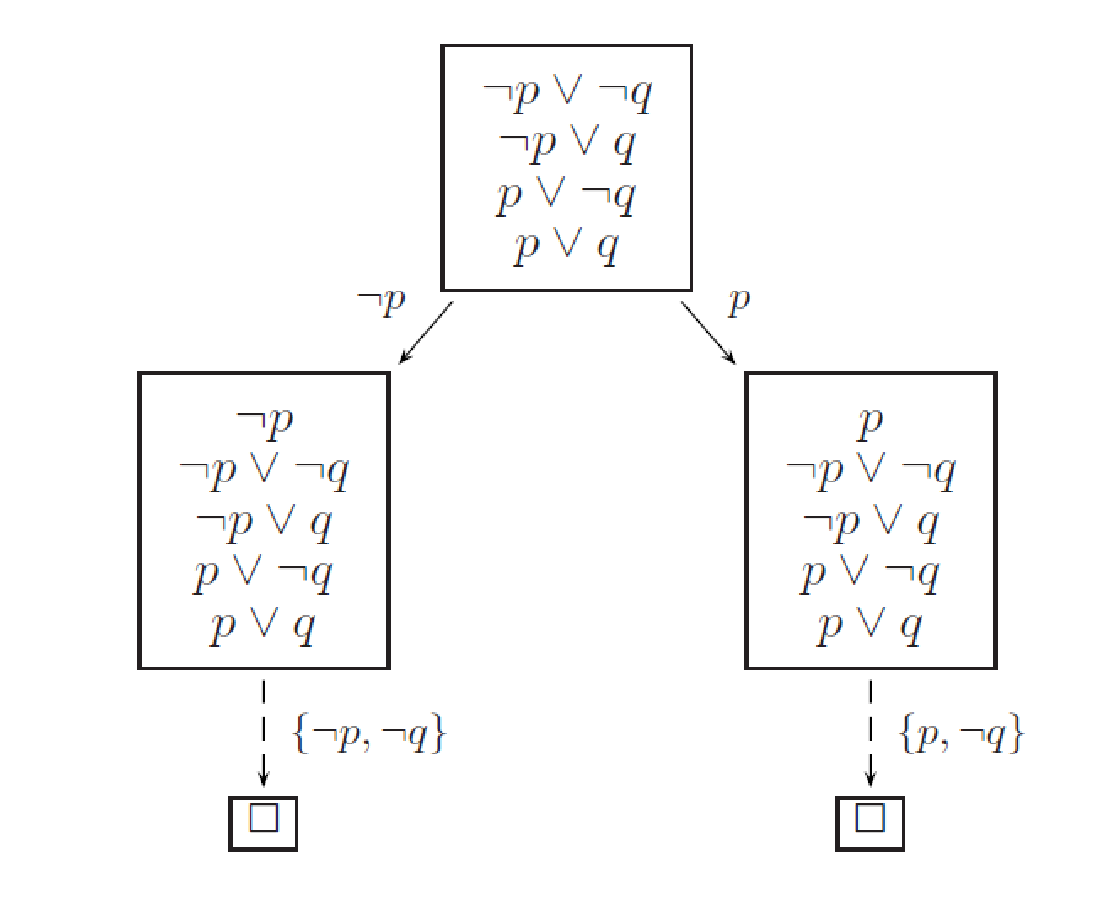 ¬p ∨ ¬q
¬p ∨ q
p ∨ ¬q
p ∨ q
¬p
p
¬p
¬p ∨ ¬q
¬p ∨ q
p ∨ ¬q
p ∨ q
p
¬p ∨ ¬q
¬p ∨ q
p ∨ ¬q
p ∨ q
{¬p, ¬q}
{p, ¬q}
□
□